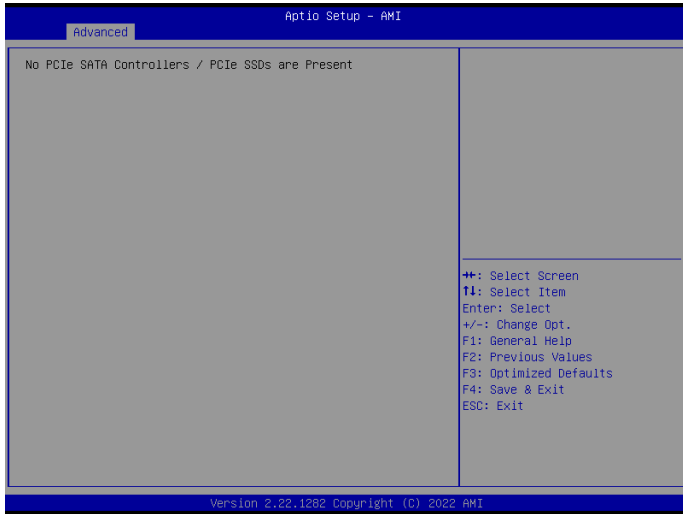 Aptio Setup – AMI
Advanced
No PCIe SATA Controllers / PCIe SSDs are Present
→←: Select Screen
↑↓: Select Item
Enter: Select
+/-: Change Opt.
F1: General Help
F2: Previous Values
F3: Optimized Defaults
F4: Save & Exit
ESC: Exit
Version 2.22.1282 Copyright (C) 2022 AMI